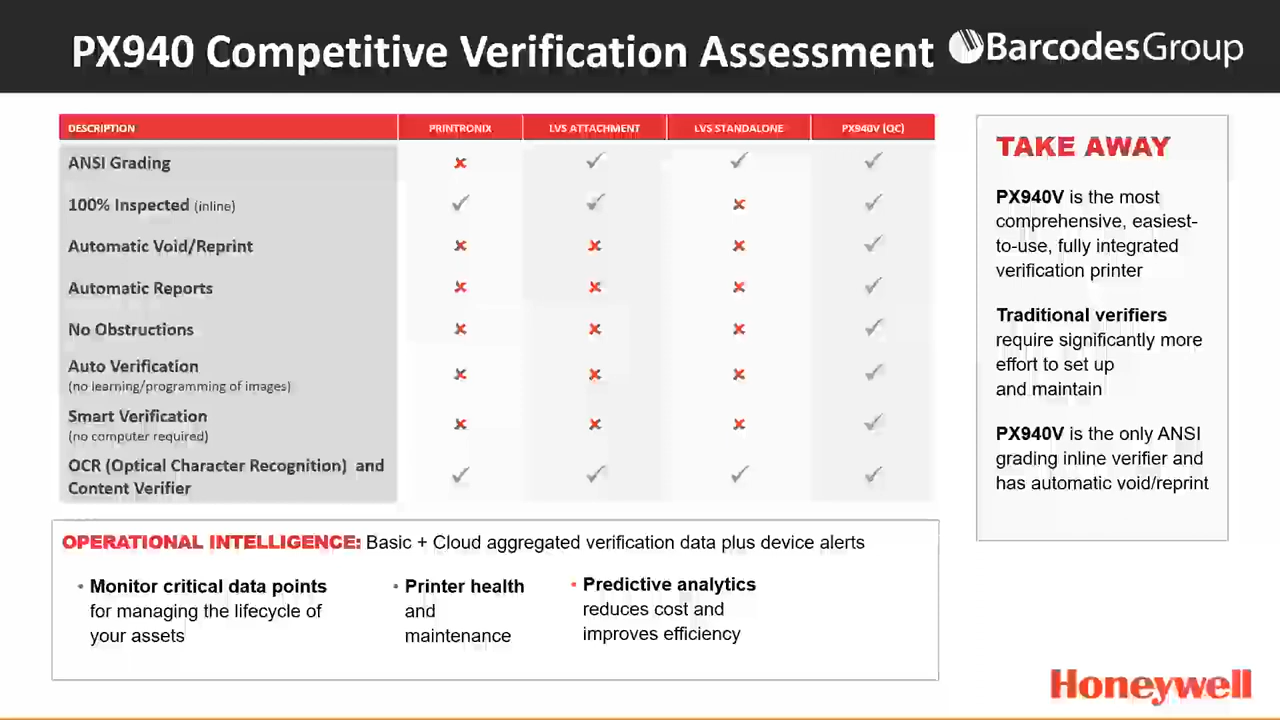 PX940 Competitive Verification Assessment
BarcodesGroup
DESCRIPTION PRINTRONIX LVS ATTACHMENT LVS STANDALONE PX940V (QC)
ANSI Grading ✗ ✓ ✓ ✓
100% Inspected (inline) ✓ ✓ ✗ ✓
Automatic Void/Reprint ✗ ✗ ✗ ✓
Automatic Reports ✗ ✗ ✗ ✓
No Obstructions ✗ ✗ ✗ ✓
Auto Verification
(no learning/programming of images) ✗ ✗ ✗ ✓
Smart Verification
(no computer required) ✗ ✗ ✗ ✓
OCR (Optical Character Recognition) and
Content Verifier ✓ ✓ ✓ ✓
TAKE AWAY
PX940V is the most
comprehensive, easiest-
to-use, fully integrated
verification printer
Traditional verifiers
require significantly more
effort to set up
and maintain
PX940V is the only ANSI
grading inline verifier and
has automatic void/reprint
OPERATIONAL INTELLIGENCE: Basic + Cloud aggregated verification data plus device alerts
• Monitor critical data points
for managing the lifecycle of
your assets
• Printer health
and
maintenance
• Predictive analytics
reduces cost and
improves efficiency
Honeywell